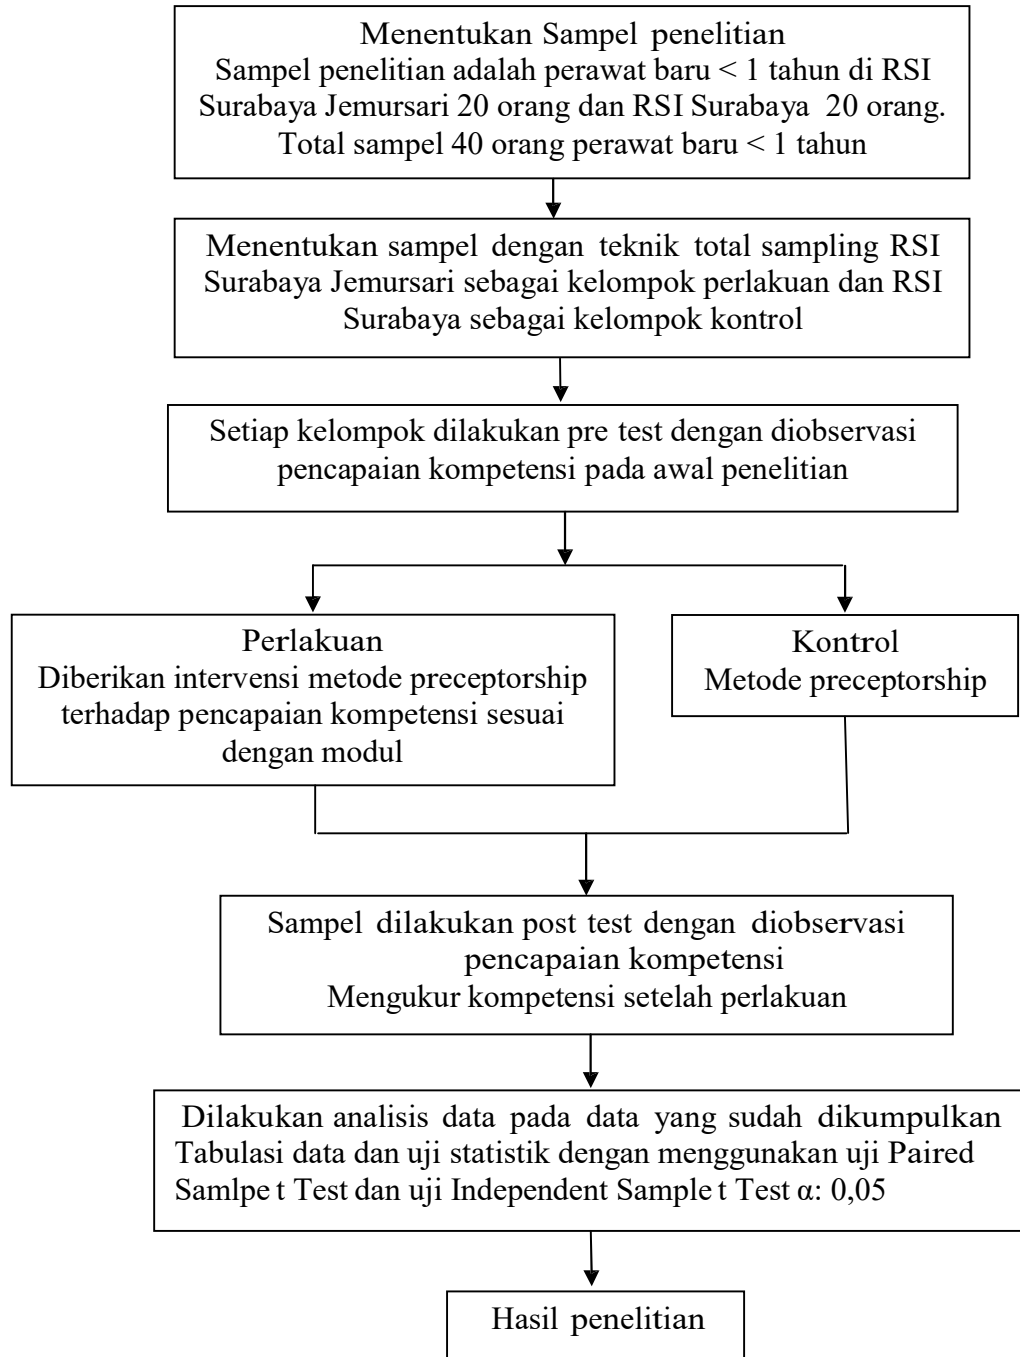 Menentukan Sampel penelitian
Sampel penelitian adalah perawat baru < 1 tahun di RSI
Surabaya Jemursari 20 orang dan RSI Surabaya 20 orang.
Total sampel 40 orang perawat baru < 1 tahun
Menentukan sampel dengan teknik total sampling RSI
Surabaya Jemursari sebagai kelompok perlakuan dan RSI
Surabaya sebagai kelompok kontrol
Setiap kelompok dilakukan pre test dengan diobservasi
pencapaian kompetensi pada awal penelitian
Perlakuan
Diberikan intervensi metode preceptorship
terhadap pencapaian kompetensi sesuai
dengan modul
Kontrol
Metode preceptorship
Sampel dilakukan post test dengan diobservasi
pencapaian kompetensi
Mengukur kompetensi setelah perlakuan
Dilakukan analisis data pada data yang sudah dikumpulkan
Tabulasi data dan uji statistik dengan menggunakan uji Paired
Samlpe t Test dan uji Independent Sample t Test α: 0,05
Hasil penelitian